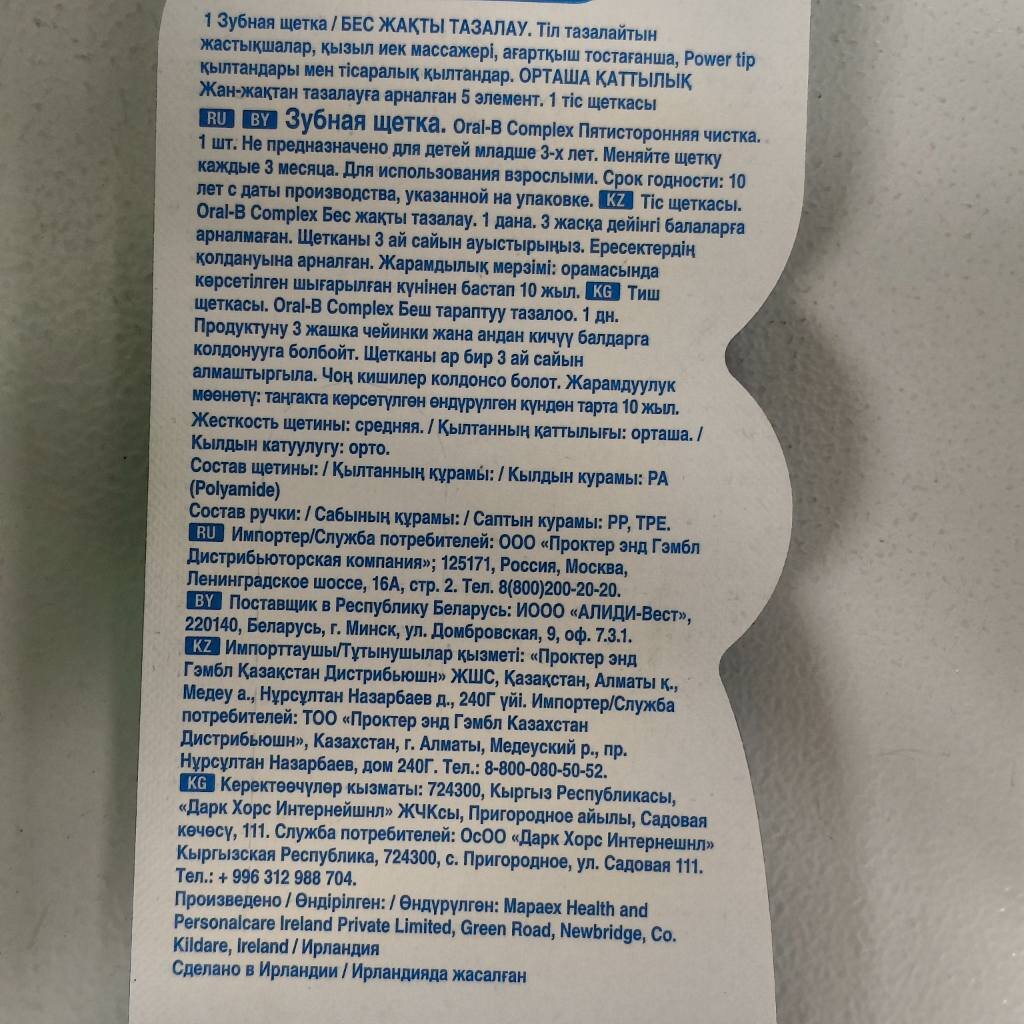 1 Зубная щетка / БЕС ЖАҚТЫ ТАЗАЛАУ. Тіл тазалайтын
жастықшалар, қызыл иек массажері, ағартқыш тостағанша, Power tip
қылтандары мен тісаралық қылтандар. ОРТАША ҚАТТЫЛЫҚ
Жан-жақтан тазалауға арналған 5 элемент. 1 тіс щеткасы
RU BY Зубная щетка. Oral-B Complex Пятисторонняя чистка.
1 шт. Не предназначено для детей младше 3-х лет. Меняйте щетку
каждые 3 месяца. Для использования взрослыми. Срок годности: 10
лет с даты производства, указанной на упаковке. KZ Тіс щеткасы.
Oral-B Complex Бес жақты тазалау. 1 дана. 3 жасқа дейінгі балаларға
арналмаған. Щетканы 3 ай сайын ауыстырыңыз. Ересектердің
қолдануына арналған. Жарамдылық мерзімі: орамасында
көрсетілген шығарылған күнінен бастап 10 жыл. KG Тиш
щеткасы. Oral-B Complex Беш тараптуу тазалоо. 1 дн.
Продуктуну 3 жашка чейинки жана андан кичүү балдарга
колдонууга болбойт. Щетканы ар бир 3 ай сайын
алмаштыргыла. Чоң кишилер колдонсо болот. Жарамдуулук
мөөнөтү: таңгакта көрсөтүлгөн өндүрүлгөн күндөн тарта 10 жыл.
Жесткость щетины: средняя. / Қылтанның қаттылығы: орташа. /
Кылдын катуулугу: орто.
Состав щетины: / Қылтанның құрамы: / Кылдын курамы: PA
(Polyamide)
Состав ручки: / Сабының құрамы: / Саптын курамы: PP, TPE.
RU Импортер/Служба потребителей: ООО «Проктер энд Гэмбл
Дистрибьюторская компания»; 125171, Россия, Москва,
Ленинградское шоссе, 16А, стр. 2. Тел. 8(800)200-20-20.
BY Поставщик в Республику Беларусь: ИООО «АЛИДИ-Вест»,
220140, Беларусь, г. Минск, ул. Домбровская, 9, оф. 7.3.1.
KZ Импорттаушы/Тұтынушылар қызметі: «Проктер энд
Гэмбл Қазақстан Дистрибьюшн» ЖШС, Қазақстан, Алматы қ.,
Медеу а., Нұрсұлтан Назарбаев д., 240Г үйі. Импортер/Служба
потребителей: ТОО «Проктер энд Гэмбл Казахстан
Дистрибьюшн», Казахстан, г. Алматы, Медеуский р., пр.
Нұрсұлтан Назарбаев, дом 240Г. Тел.: 8-800-080-50-52.
KG Керектөөчүлөр кызматы: 724300, Кыргыз Республикасы,
«Дарк Хорс Интернейшнл» ЖЧКсы, Пригородное айылы, Садовая
көчөсү, 111. Служба потребителей: ОсОО «Дарк Хорс Интернешнл»
Кыргызская Республика, 724300, с. Пригородное, ул. Садовая 111.
Тел.: + 996 312 988 704.
Произведено / Өндірілген: / Өндүрүлгөн: Mapaex Health and
Personalcare Ireland Private Limited, Green Road, Newbridge, Co.
Kildare, Ireland / Ирландия
Сделано в Ирландии / Ирландияда жасалған